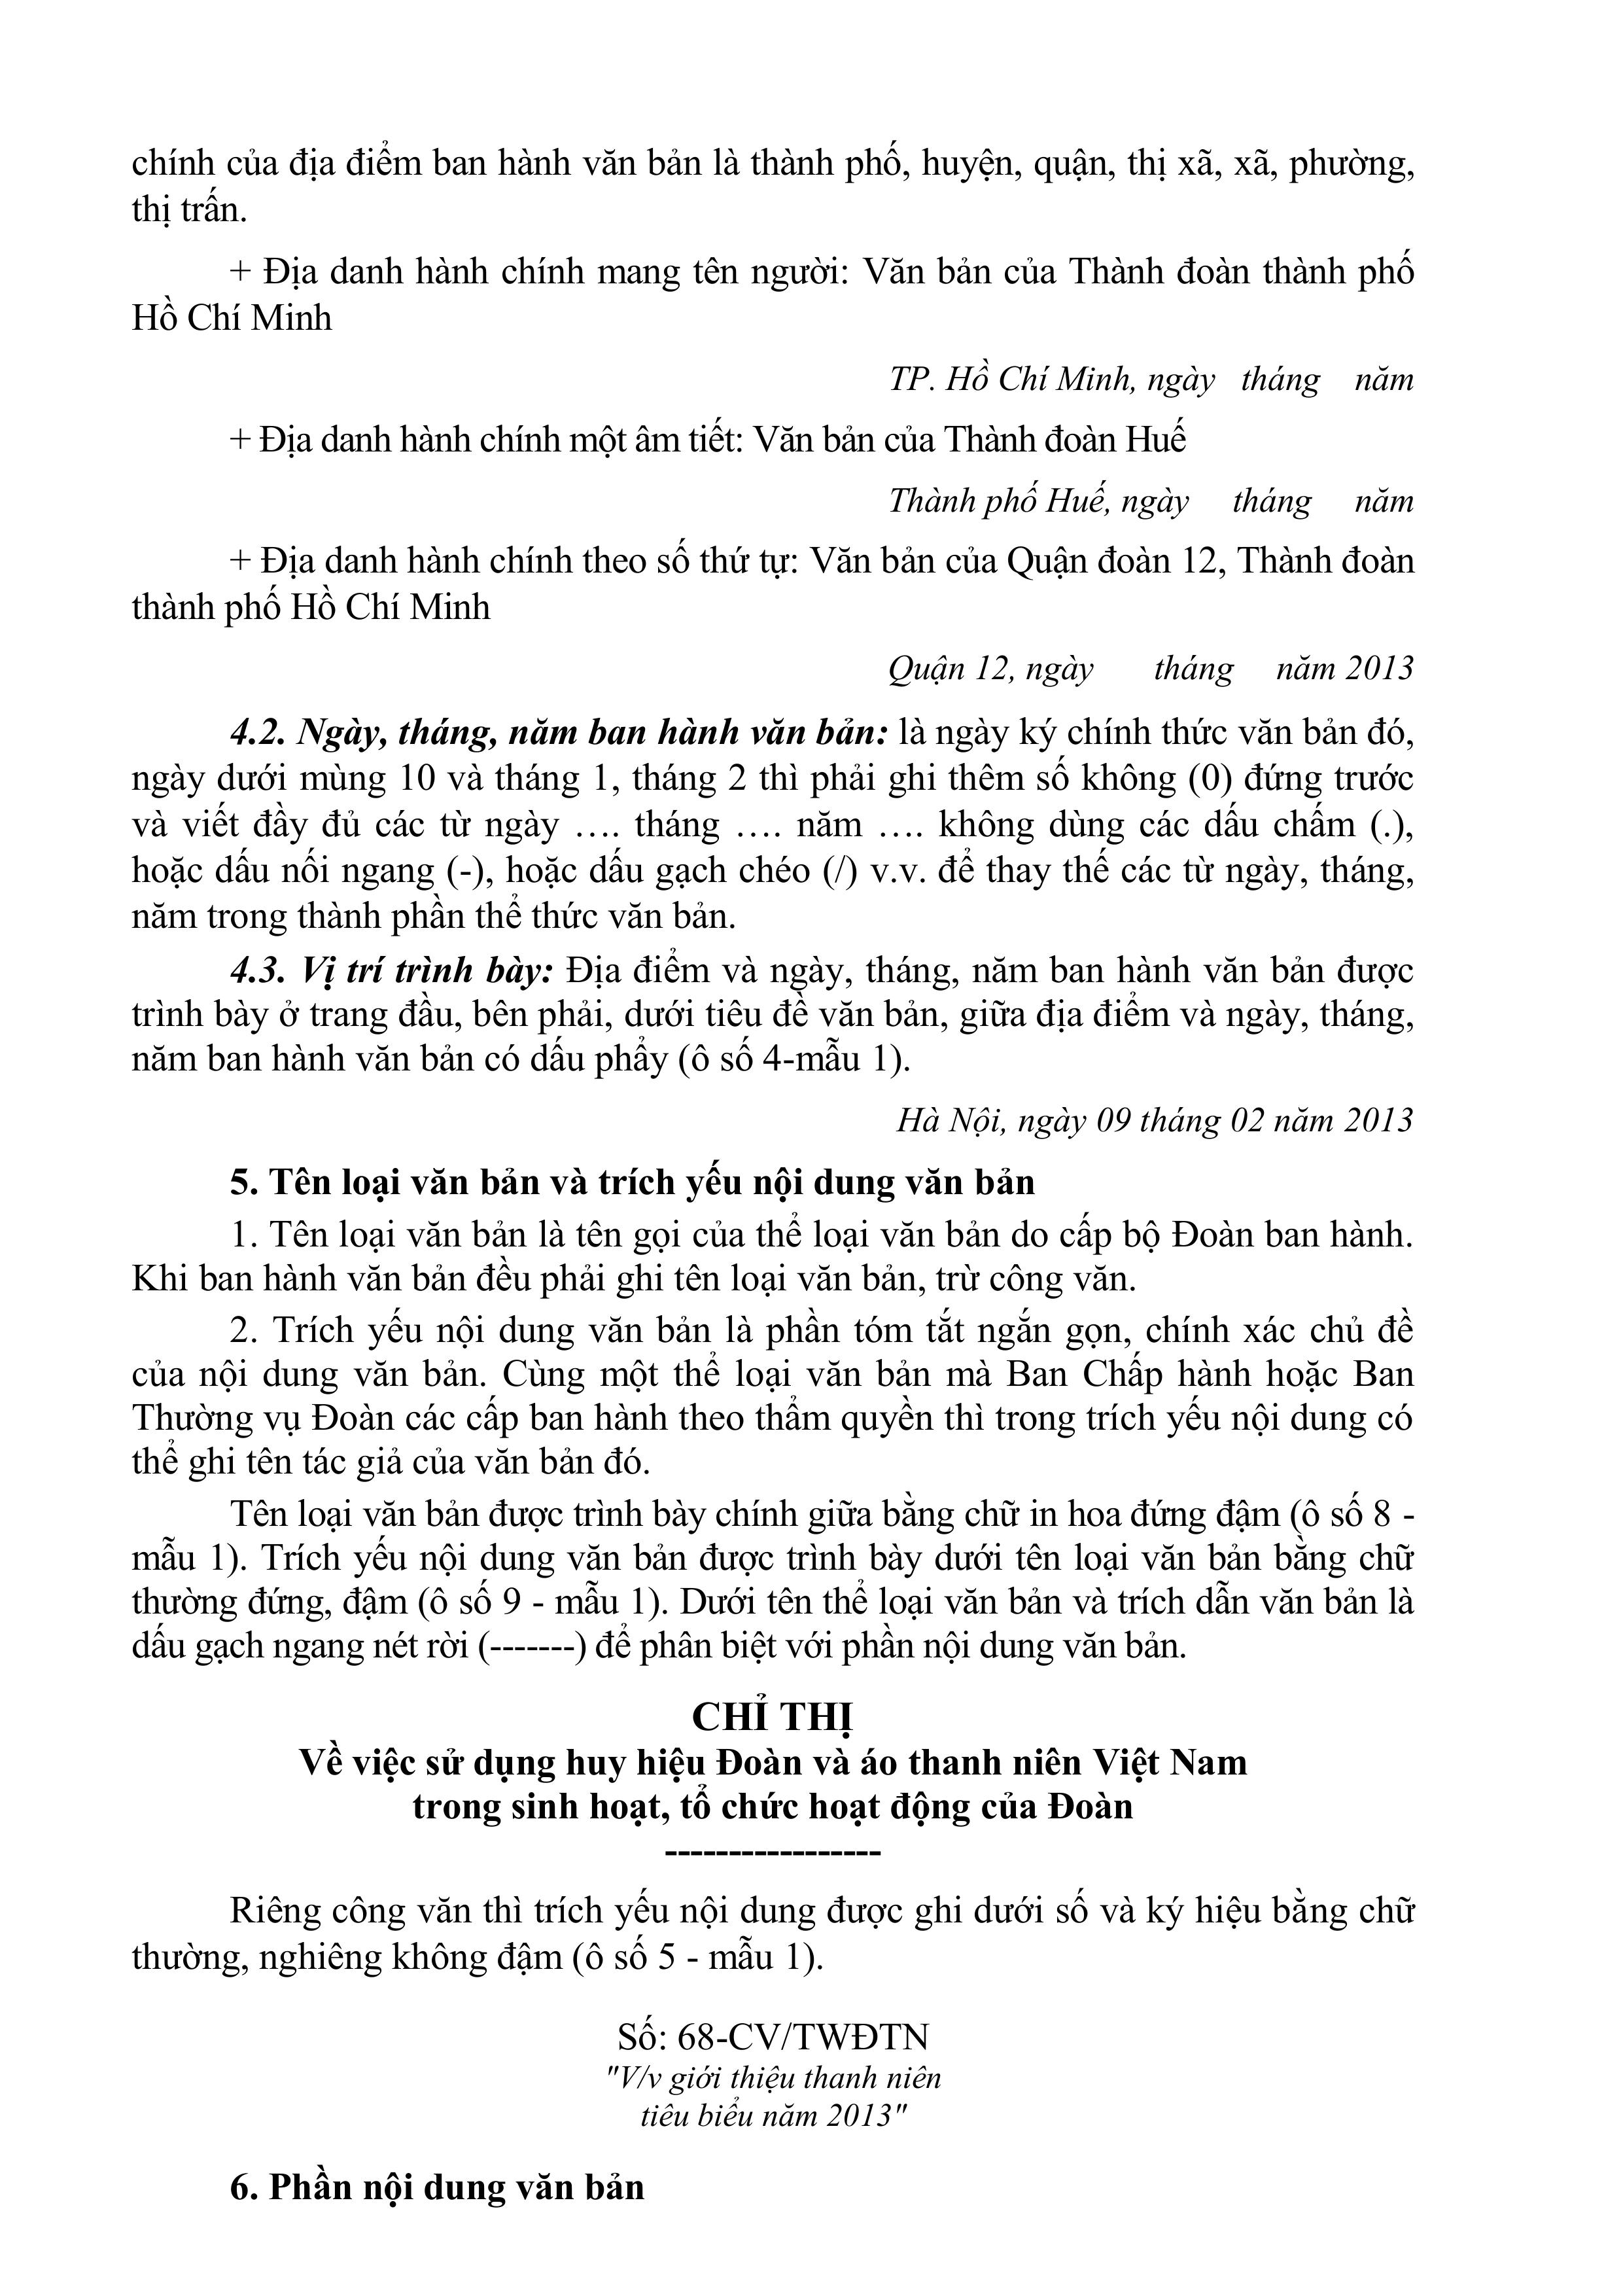 chính của địa điểm ban hành văn bản là thành phố, huyện, quận, thị xã, xã, phường,
thị trấn.
+ Địa danh hành chính mang tên người: Văn bản của Thành đoàn thành phố
Hồ Chí Minh
TP. Hồ Chí Minh, ngày tháng năm
+ Địa danh hành chính một âm tiết: Văn bản của Thành đoàn Huế
Thành phố Huế, ngày tháng năm
+ Địa danh hành chính theo số thứ tự: Văn bản của Quận đoàn 12, Thành đoàn
thành phố Hồ Chí Minh
Quận 12, ngày tháng năm 2013
4.2. Ngày, tháng, năm ban hành văn bản: là ngày ký chính thức văn bản đó,
ngày dưới mùng 10 và tháng 1, tháng 2 thì phải ghi thêm số không (0) đứng trước
và viết đầy đủ các từ ngày …. tháng …. năm …. không dùng các dấu chấm (.),
hoặc dấu nối ngang (-), hoặc dấu gạch chéo (/) v.v. để thay thế các từ ngày, tháng,
năm trong thành phần thể thức văn bản.
4.3. Vị trí trình bày: Địa điểm và ngày, tháng, năm ban hành văn bản được
trình bày ở trang đầu, bên phải, dưới tiêu đề văn bản, giữa địa điểm và ngày, tháng,
năm ban hành văn bản có dấu phẩy (ô số 4-mẫu 1).
Hà Nội, ngày 09 tháng 02 năm 2013
5. Tên loại văn bản và trích yếu nội dung văn bản
1. Tên loại văn bản là tên gọi của thể loại văn bản do cấp bộ Đoàn ban hành.
Khi ban hành văn bản đều phải ghi tên loại văn bản, trừ công văn.
2. Trích yếu nội dung văn bản là phần tóm tắt ngắn gọn, chính xác chủ đề
của nội dung văn bản. Cùng một thể loại văn bản mà Ban Chấp hành hoặc Ban
Thường vụ Đoàn các cấp ban hành theo thẩm quyền thì trong trích yếu nội dung có
thể ghi tên tác giả của văn bản đó.
Tên loại văn bản được trình bày chính giữa bằng chữ in hoa đứng đậm (ô số 8 -
mẫu 1). Trích yếu nội dung văn bản được trình bày dưới tên loại văn bản bằng chữ
thường đứng, đậm (ô số 9 - mẫu 1). Dưới tên thể loại văn bản và trích dẫn văn bản là
dấu gạch ngang nét rời (-------) để phân biệt với phần nội dung văn bản.
CHỈ THỊ
Về việc sử dụng huy hiệu Đoàn và áo thanh niên Việt Nam
trong sinh hoạt, tổ chức hoạt động của Đoàn
-----------------
Riêng công văn thì trích yếu nội dung được ghi dưới số và ký hiệu bằng chữ
thường, nghiêng không đậm (ô số 5 - mẫu 1).
Số: 68-CV/TWĐTN
"V/v giới thiệu thanh niên
tiêu biểu năm 2013"
6. Phần nội dung văn bản